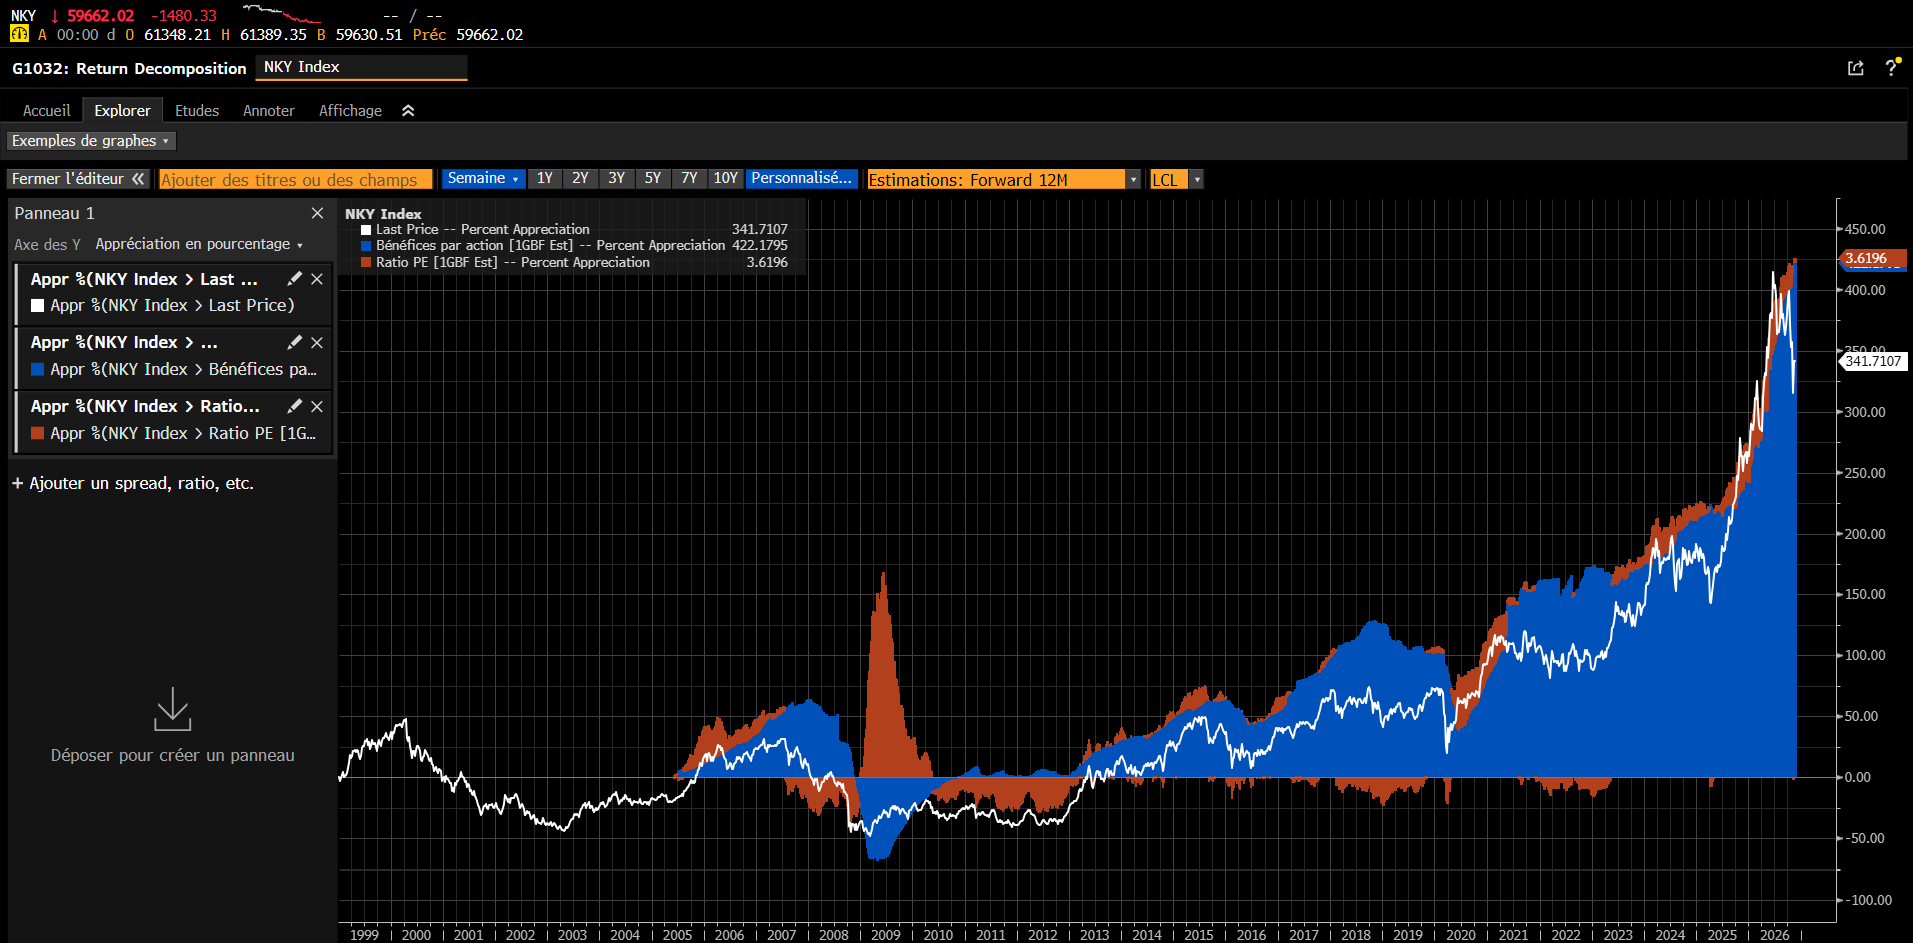 NKY ↓ 59662.02 -1480.33 -- / --
A 00:00 d O 61348.21 H 61389.35 B 59630.51 Préc 59662.02
G1032: Return Decomposition NKY Index ?
Accueil Explorer Etudes Annoter Affichage
Exemples de graphes
Fermer l'éditeur Ajouter des titres ou des champs Semaine 1Y 2Y 3Y 5Y 7Y 10Y Personnalisé... Estimations: Forward 12M LCL
Panneau 1
Axe des Y Appréciation en pourcentage
Appr %(NKY Index > Last ...
Appr %(NKY Index > Last Price)
Appr %(NKY Index > ...
Appr %(NKY Index > Bénéfices pa...
Appr %(NKY Index > Ratio...
Appr %(NKY Index > Ratio PE [1G...
+ Ajouter un spread, ratio, etc.
Déposer pour créer un panneau
NKY Index
Last Price -- Percent Appreciation 341.7107
Bénéfices par action [1GBF Est] -- Percent Appreciation 422.1795
Ratio PE [1GBF Est] -- Percent Appreciation 3.6196
450.00
3.6196
400.00
350.00
341.7107
300.00
250.00
200.00
150.00
100.00
50.00
0.00
-50.00
-100.00
1999 2000 2001 2002 2003 2004 2005 2006 2007 2008 2009 2010 2011 2012 2013 2014 2015 2016 2017 2018 2019 2020 2021 2022 2023 2024 2025 2026